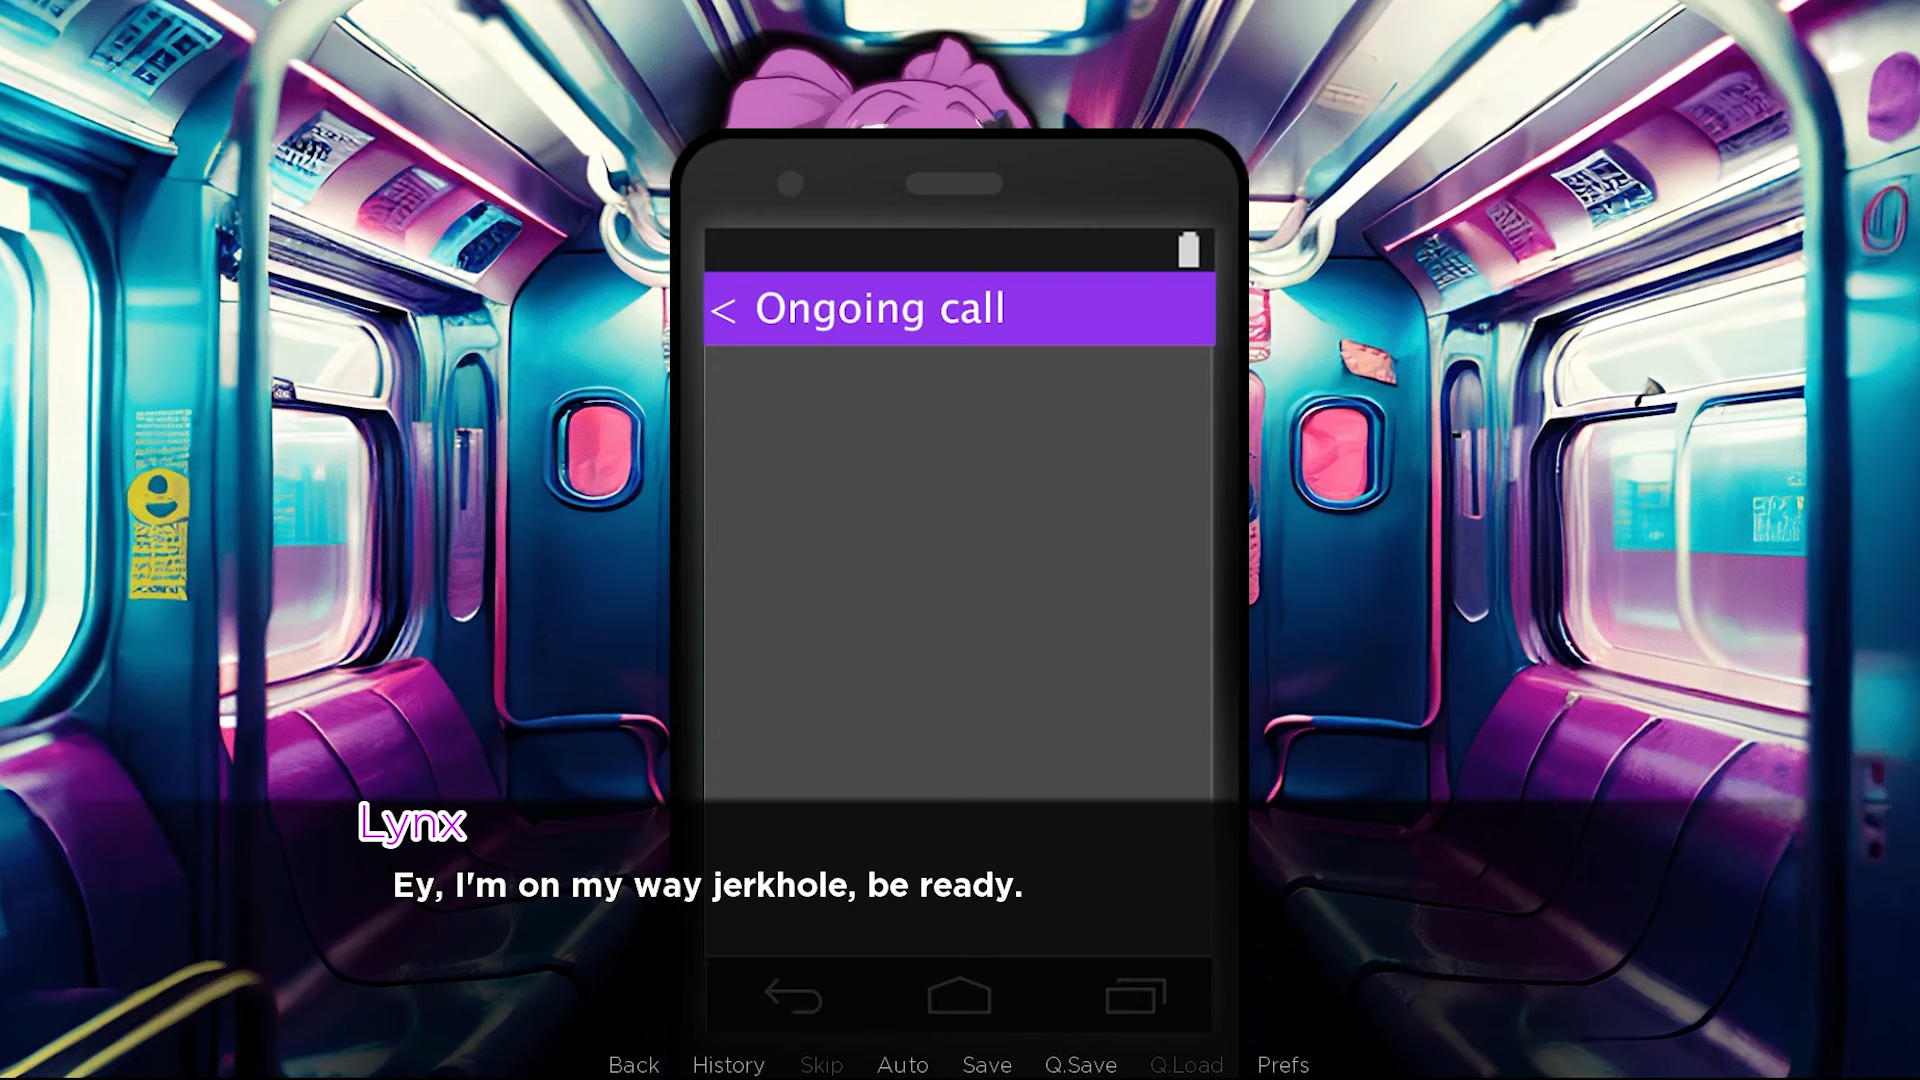 < Ongoing call
Lynx
Ey, I'm on my way jerkhole, be ready.
Back History Skip Auto Save Q.Save Q.Load Prefs